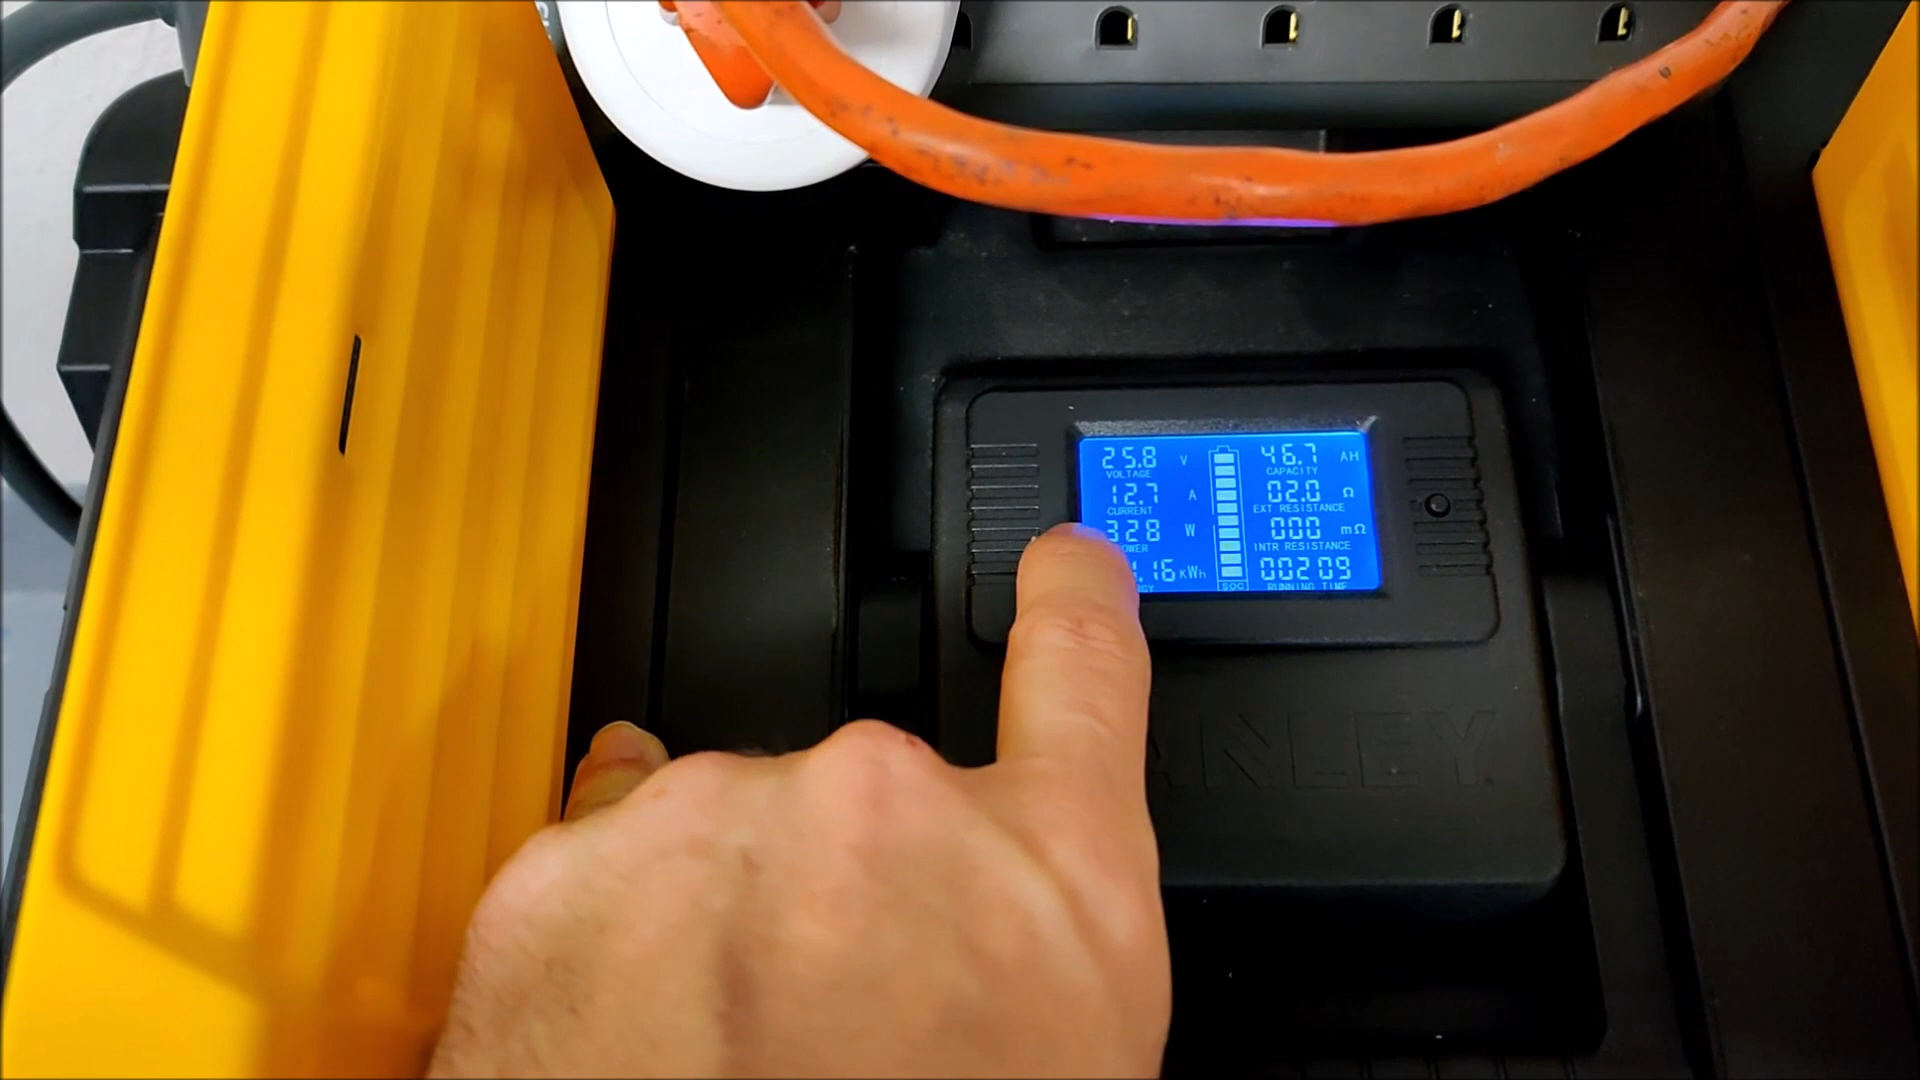 25.8 V
VOLTAGE
12.7 A
CURRENT
328 W
.16 KWh
SOC
46.7 AH
CAPACITY
02.0 Ω
EXT RESISTANCE
000 mΩ
INTR RESISTANCE
00209
RUNNING TIME
ANLEY